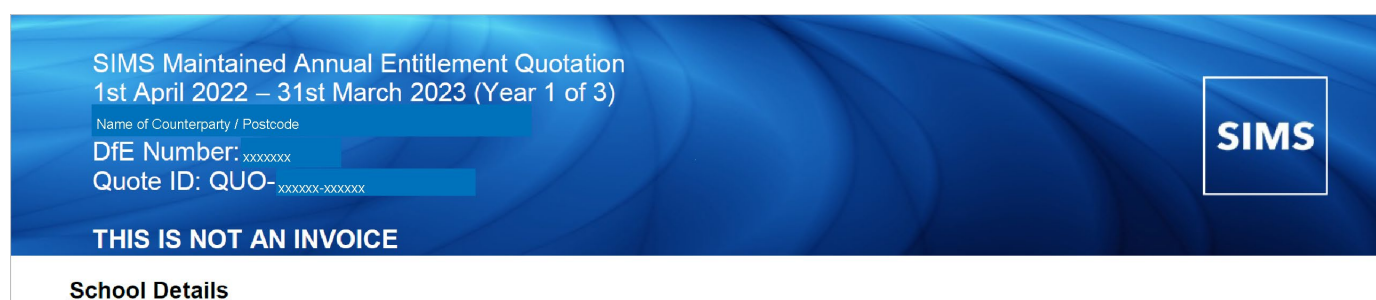 SIMS Maintained Annual Entitlement Quotation
1st April 2022 – 31st March 2023 (Year 1 of 3)
Name of Counterparty / Postcode
DfE Number: xxxxxxx
Quote ID: QUO- xxxxxx-xxxxxx
SIMS
THIS IS NOT AN INVOICE
School Details